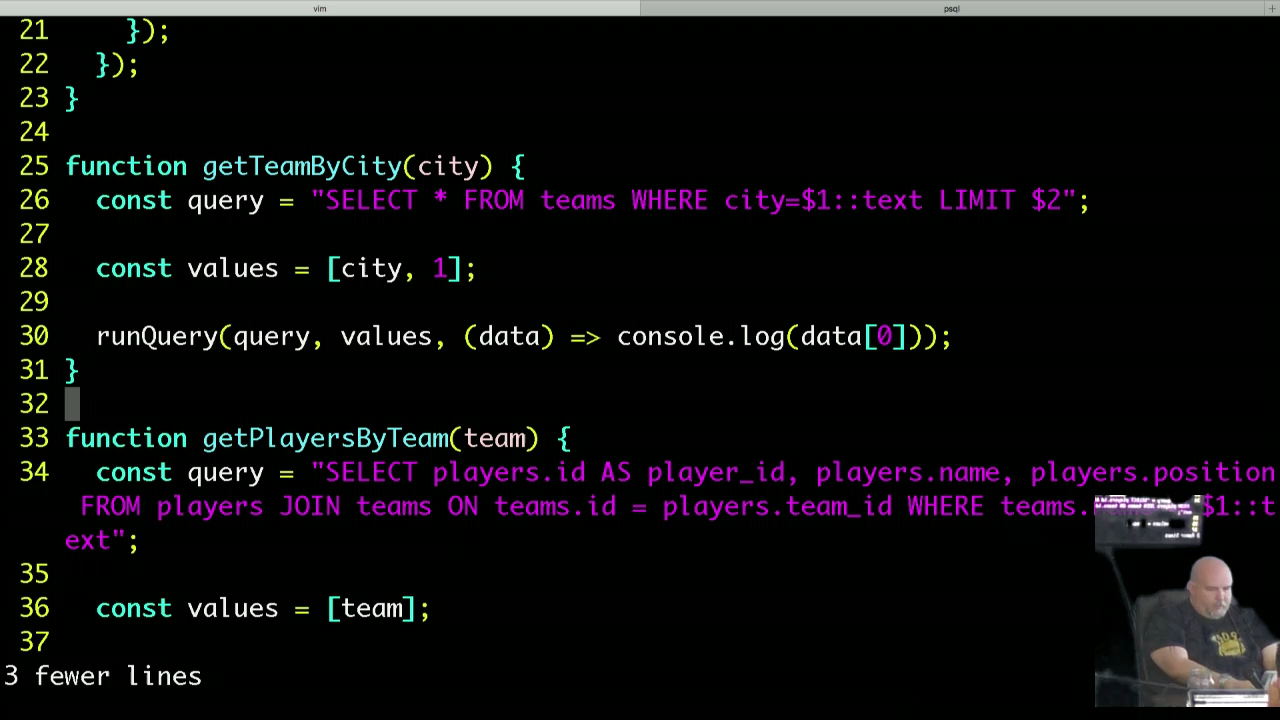 vim
psql
21 });
22 });
23 }
24
25 function getTeamByCity(city) {
26 const query = "SELECT * FROM teams WHERE city=$1::text LIMIT $2";
27
28 const values = [city, 1];
29
30 runQuery(query, values, (data) => console.log(data[0]));
31 }
32
33 function getPlayersByTeam(team) {
34 const query = "SELECT players.id AS player_id, players.name, players.position
FROM players JOIN teams ON teams.id = players.team_id WHERE $1::t
ext";
35
36 const values = [team];
37
3 fewer lines